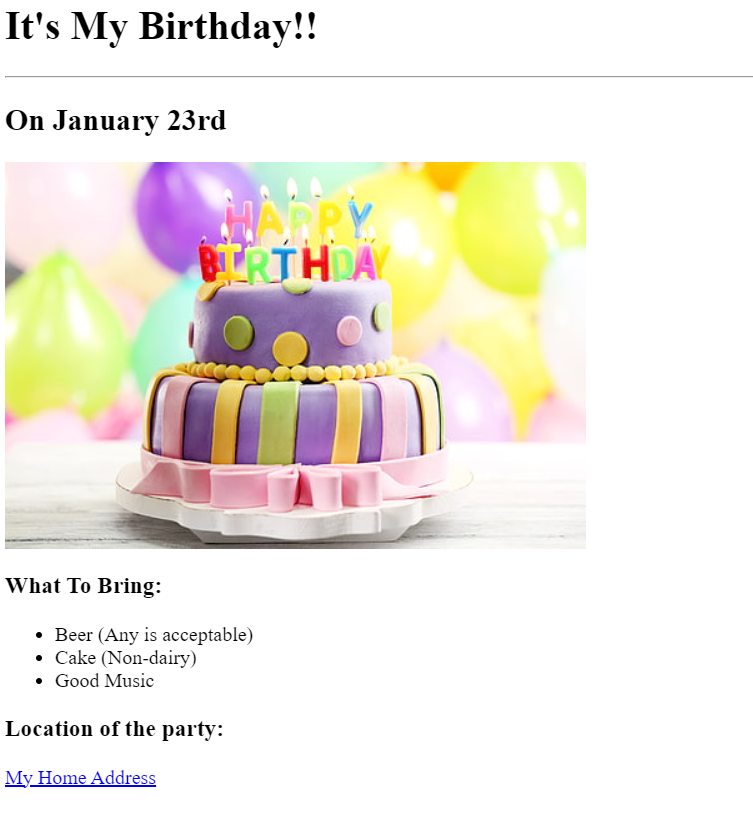 It's My Birthday!!
On January 23rd
HAPPY
BIRTHDAY
What To Bring:
Beer (Any is acceptable)
Cake (Non-dairy)
Good Music
Location of the party:
My Home Address